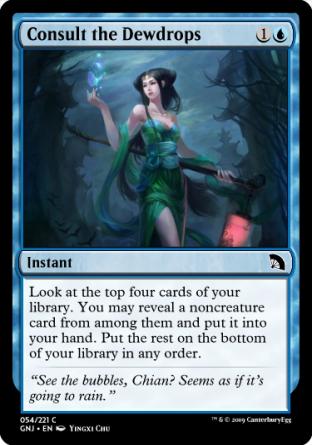 Consult the Dewdrops 1
Instant
Look at the top four cards of your
library. You may reveal a noncreature
card from among them and put it into
your hand. Put the rest on the bottom
of your library in any order.
“See the bubbles, Chian? Seems as if it's
going to rain.”
054/221 C
GNJ • EN Yingxi Chu
™ & © 2019 CanterburyEgg